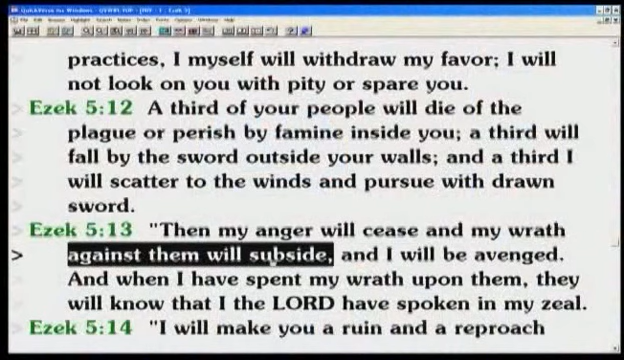 practices, I myself will withdraw my favor; I will
not look on you with pity or spare you.
Ezek 5:12 A third of your people will die of the
plague or perish by famine inside you; a third will
fall by the sword outside your walls; and a third I
will scatter to the winds and pursue with drawn
sword.
Ezek 5:13 "Then my anger will cease and my wrath
> against them will subside, and I will be avenged.
And when I have spent my wrath upon them, they
will know that I the LORD have spoken in my zeal.
Ezek 5:14 "I will make you a ruin and a reproach